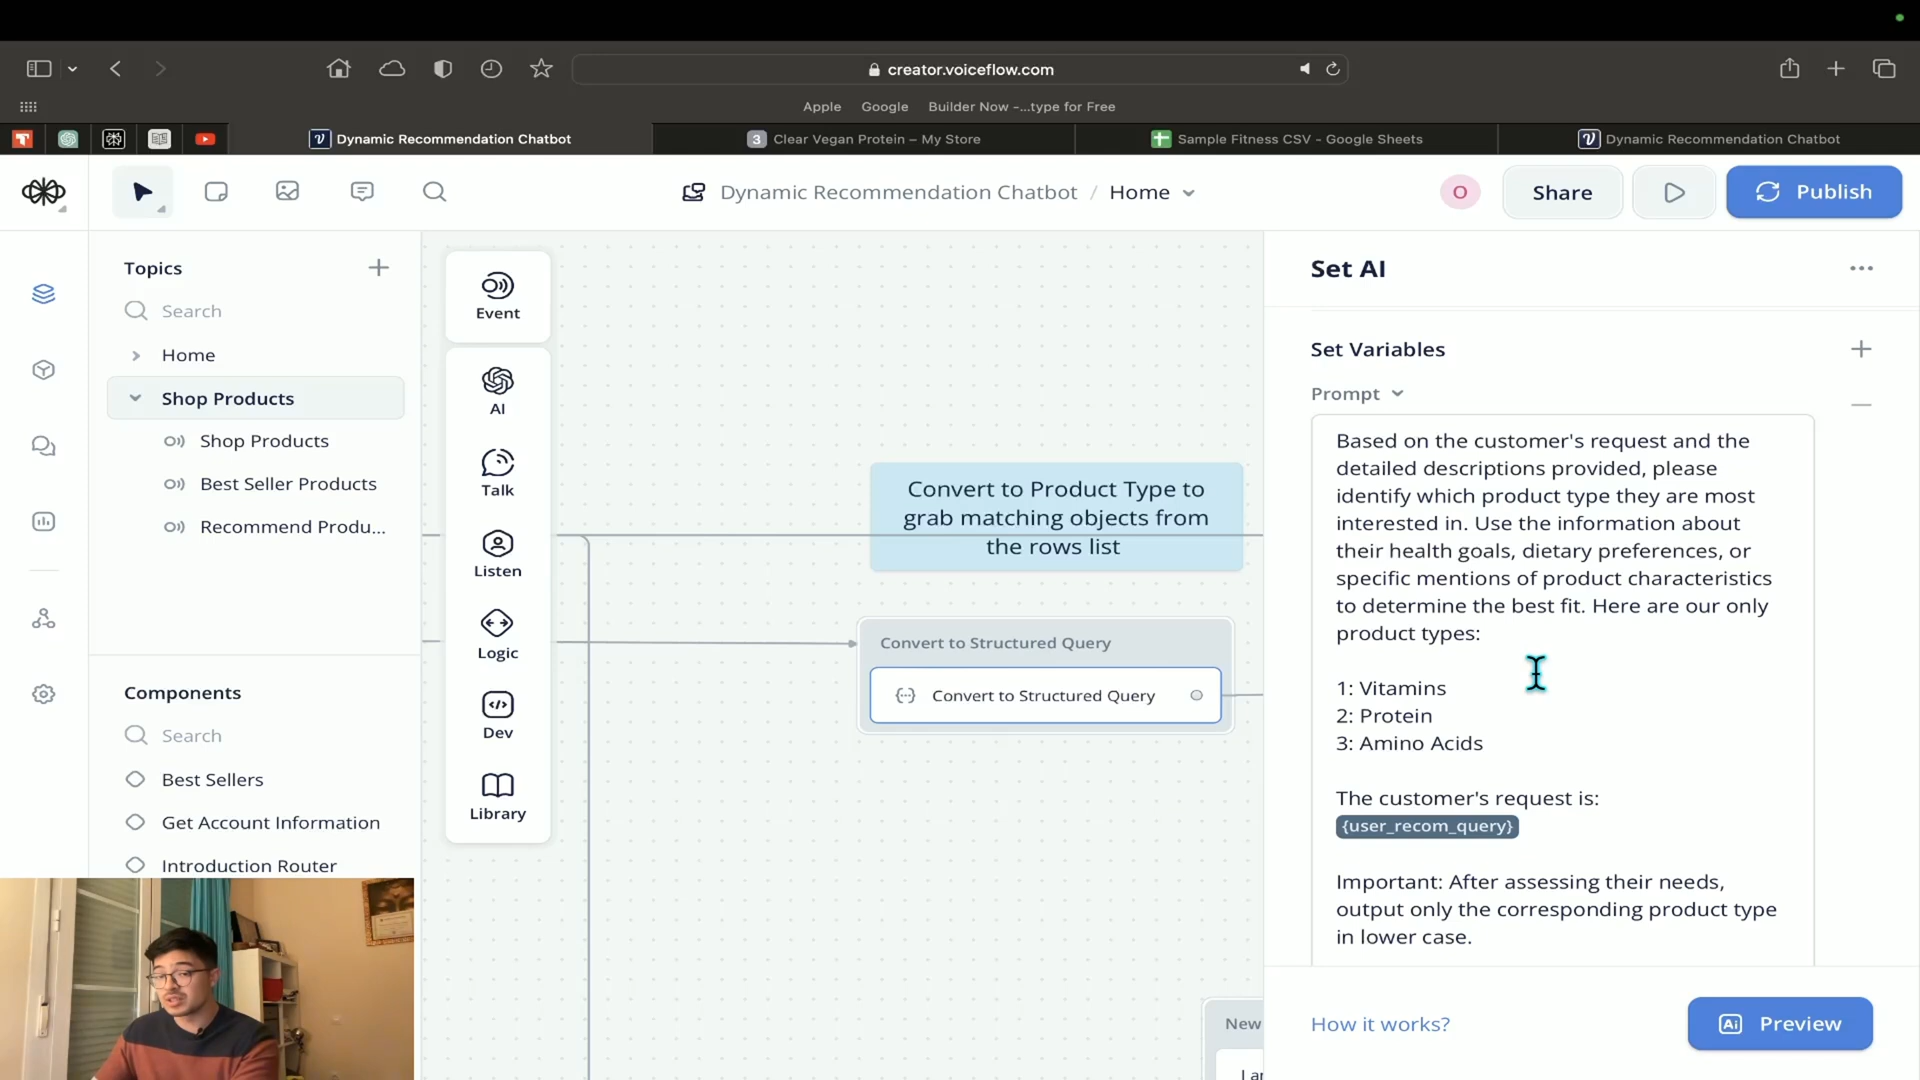 creator.voiceflow.com
Apple
Google
Builder Now –...type for Free
Dynamic Recommendation Chatbot
3
Clear Vegan Protein – My Store
Sample Fitness CSV - Google Sheets
Dynamic Recommendation Chatbot
Dynamic Recommendation Chatbot / Home
O
Share
Publish
Topics
Search
Home
Shop Products
Shop Products
Best Seller Products
Recommend Produ...
Components
Search
Best Sellers
Get Account Information
Introduction Router
Event
AI
Talk
Listen
Logic
Dev
Library
Convert to Product Type to
grab matching objects from
the rows list
Convert to Structured Query
Convert to Structured Query
New
I ar
Set AI
Set Variables
Prompt
Based on the customer's request and the
detailed descriptions provided, please
identify which product type they are most
interested in. Use the information about
their health goals, dietary preferences, or
specific mentions of product characteristics
to determine the best fit. Here are our only
product types:
1: Vitamins
2: Protein
3: Amino Acids
The customer's request is:
{user_recom_query}
Important: After assessing their needs,
output only the corresponding product type
in lower case.
How it works?
Ai Preview